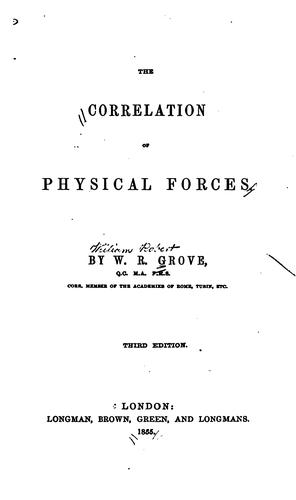 THE
CORRELATION
OF
PHYSICAL FORCES
William Robert
BY W. R. GROVE,
Q.C. M.A. F.R.S.
CORR. MEMBER OF THE ACADEMIES OF ROME, TURIN, ETC.
THIRD EDITION.
LONDON:
LONGMAN, BROWN, GREEN, AND LONGMANS.
1855.